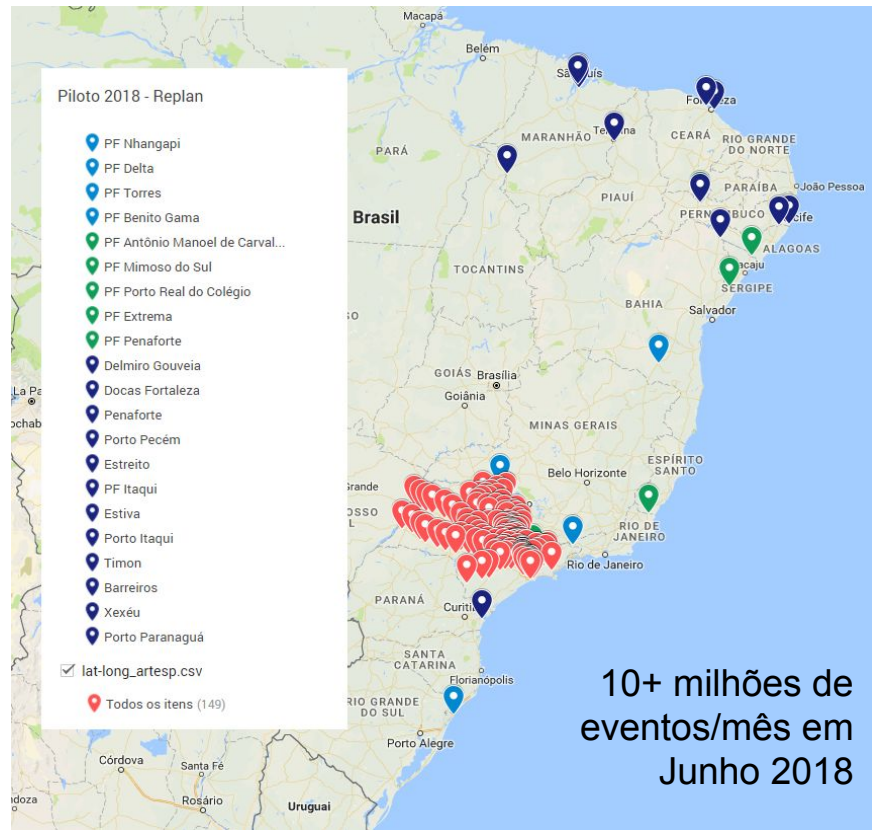 Macapá
Belém
São Luís
Piloto 2018 - Replan
Fortaleza
PF Nhangapi
PF Delta
PF Torres
PF Benito Gama
PF Antônio Manoel de Carval...
PF Mimoso do Sul
PF Porto Real do Colégio
PF Extrema
PF Penaforte
Delmiro Gouveia
Docas Fortaleza
Penaforte
Porto Pecém
Estreito
PF Itaqui
Estiva
Porto Itaqui
Timon
Barreiros
Xexéu
Porto Paranaguá
lat-long_artesp.csv
Todos os itens (149)
MARANHÃO
CEARÁ
RIO GRANDE
DO NORTE
PARÁ
PARAÍBA
João Pessoa
PIAUÍ
Brasil
ALAGOAS
TOCANTINS
SERGIPE
BAHIA
Salvador
GOIÁS
Brasília
Goiânia
MINAS GERAIS
Belo Horizonte
ESPÍRITO
SANTO
RIO DE
JANEIRO
Rio de Janeiro
PARANÁ
SANTA
CATARINA
Florianópolis
RIO GRANDE
DO SUL
Porto Alegre
Córdova
Santa Fé
Rosário
Uruguai
10+ milhões de
eventos/mês em
Junho 2018